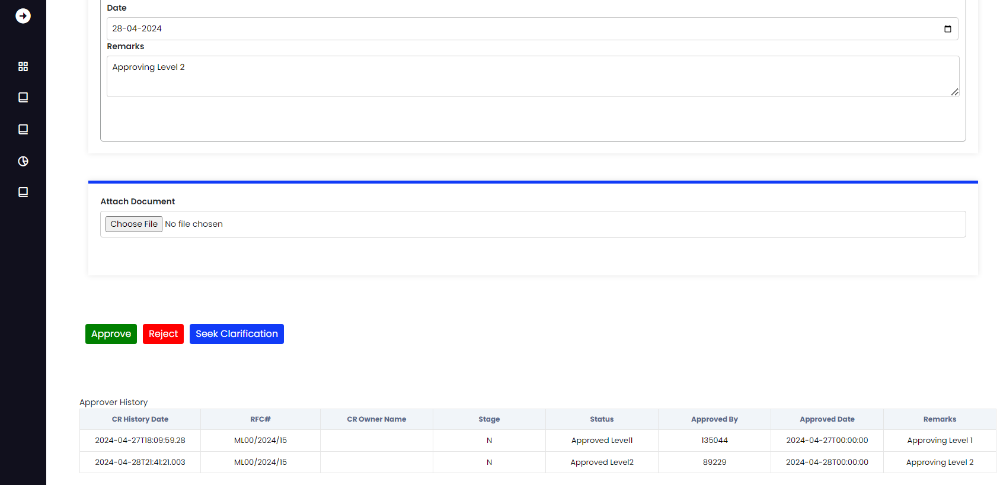 Date
28-04-2024
Remarks
Approving Level 2
Attach Document
Choose File No file chosen
Approve Reject Seek Clarification
Approver History
CR History Date RFC# CR Owner Name Stage Status Approved By Approved Date Remarks
2024-04-27T18:09:59.28 ML00/2024/15 N Approved Level1 135044 2024-04-27T00:00:00 Approving Level 1
2024-04-28T21:41:21.003 ML00/2024/15 N Approved Level2 89229 2024-04-28T00:00:00 Approving Level 2